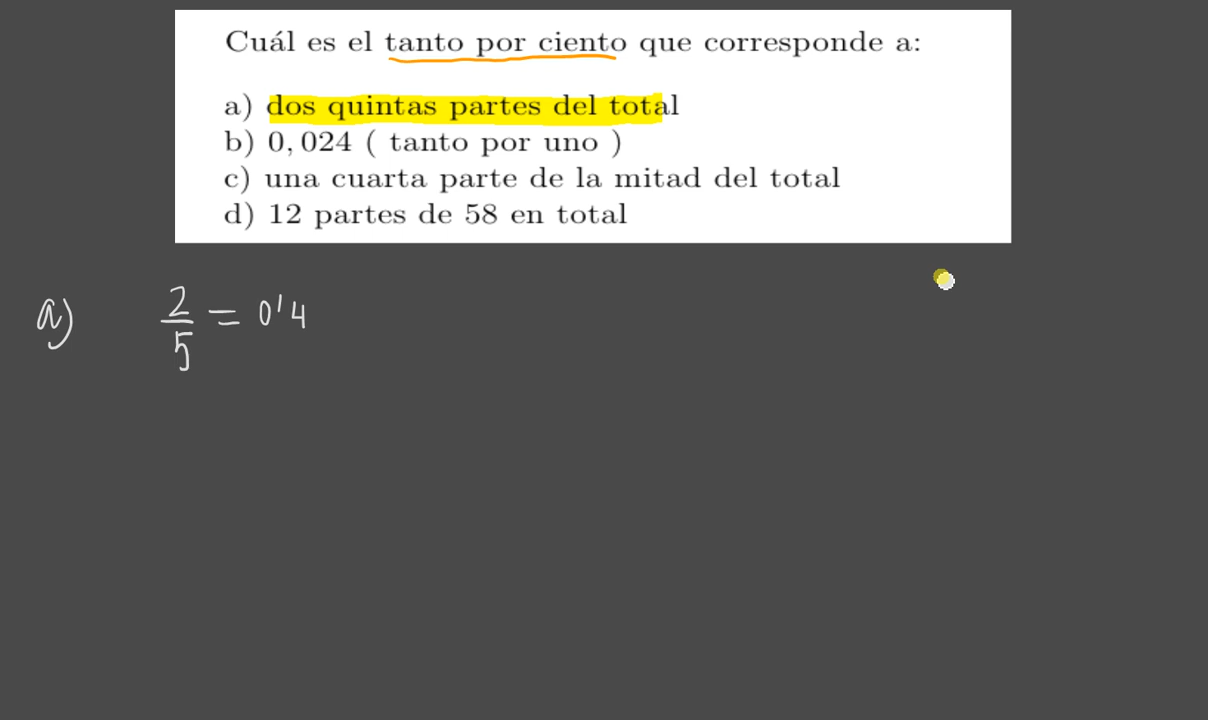 Cuál es el tanto por ciento que corresponde a:
a) dos quintas partes del total
b) 0,024 ( tanto por uno )
c) una cuarta parte de la mitad del total
d) 12 partes de 58 en total
a) 2/5 = 0'4